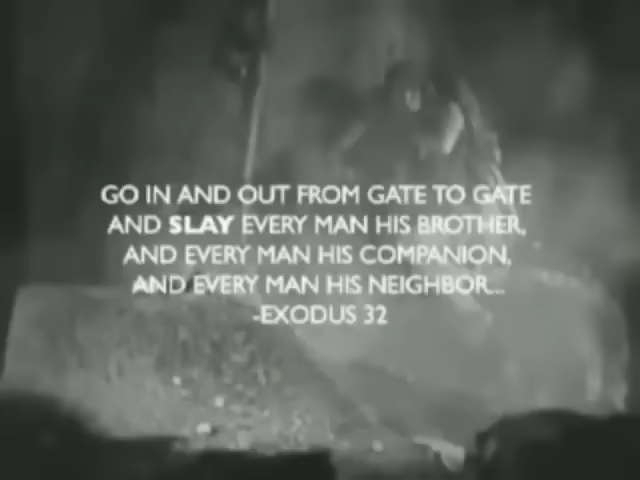 GO IN AND OUT FROM GATE TO GATE
AND SLAY EVERY MAN HIS BROTHER,
AND EVERY MAN HIS COMPANION,
AND EVERY MAN HIS NEIGHBOR...
-EXODUS 32